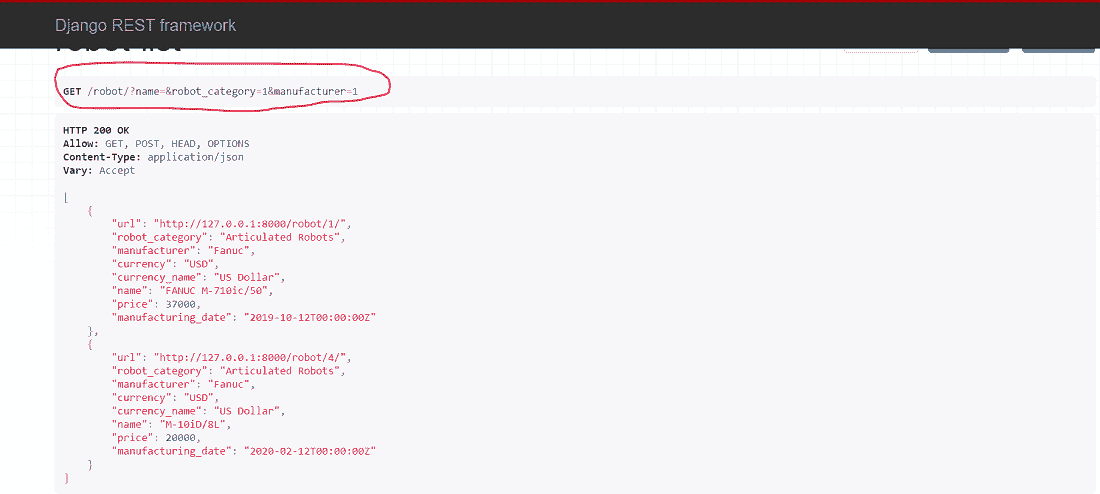 Django REST framework
robot list
GET /robot/?name=&robot_category=1&manufacturer=1
HTTP 200 OK
Allow: GET, POST, HEAD, OPTIONS
Content-Type: application/json
Vary: Accept
[
{
"url": "http://127.0.0.1:8000/robot/1/",
"robot_category": "Articulated Robots",
"manufacturer": "Fanuc",
"currency": "USD",
"currency_name": "US Dollar",
"name": "FANUC M-710ic/50",
"price": 37000,
"manufacturing_date": "2019-10-12T00:00:00Z"
},
{
"url": "http://127.0.0.1:8000/robot/4/",
"robot_category": "Articulated Robots",
"manufacturer": "Fanuc",
"currency": "USD",
"currency_name": "US Dollar",
"name": "M-10iD/8L",
"price": 20000,
"manufacturing_date": "2020-02-12T00:00:00Z"
}
]